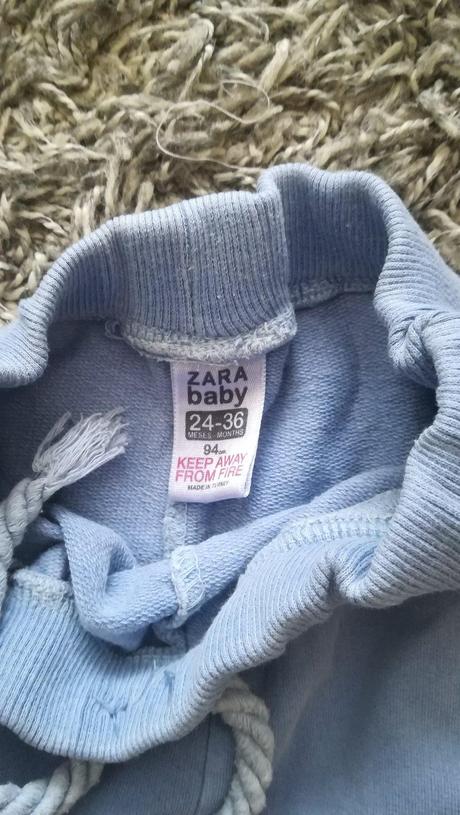 ZARA
baby
24-36
MESES - MONTHS
94cm
KEEP AWAY
FROM FIRE
MADE IN TURKEY